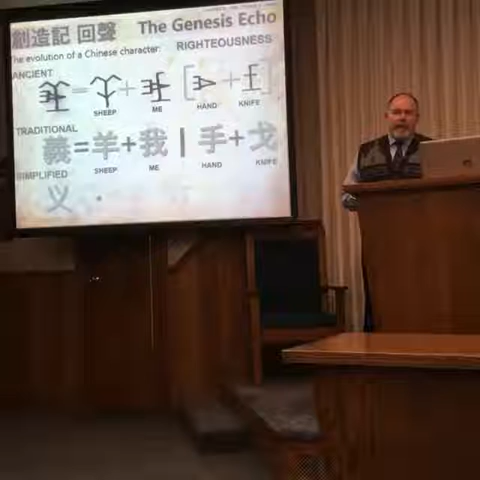 創造記 回聲 The Genesis Echo
The evolution of a Chinese character: RIGHTEOUSNESS
ANCIENT
= + [ + ]
SHEEP ME HAND KNIFE
TRADITIONAL
義=羊+我|手+戈
SHEEP ME HAND KNIFE
SIMPLIFIED
义